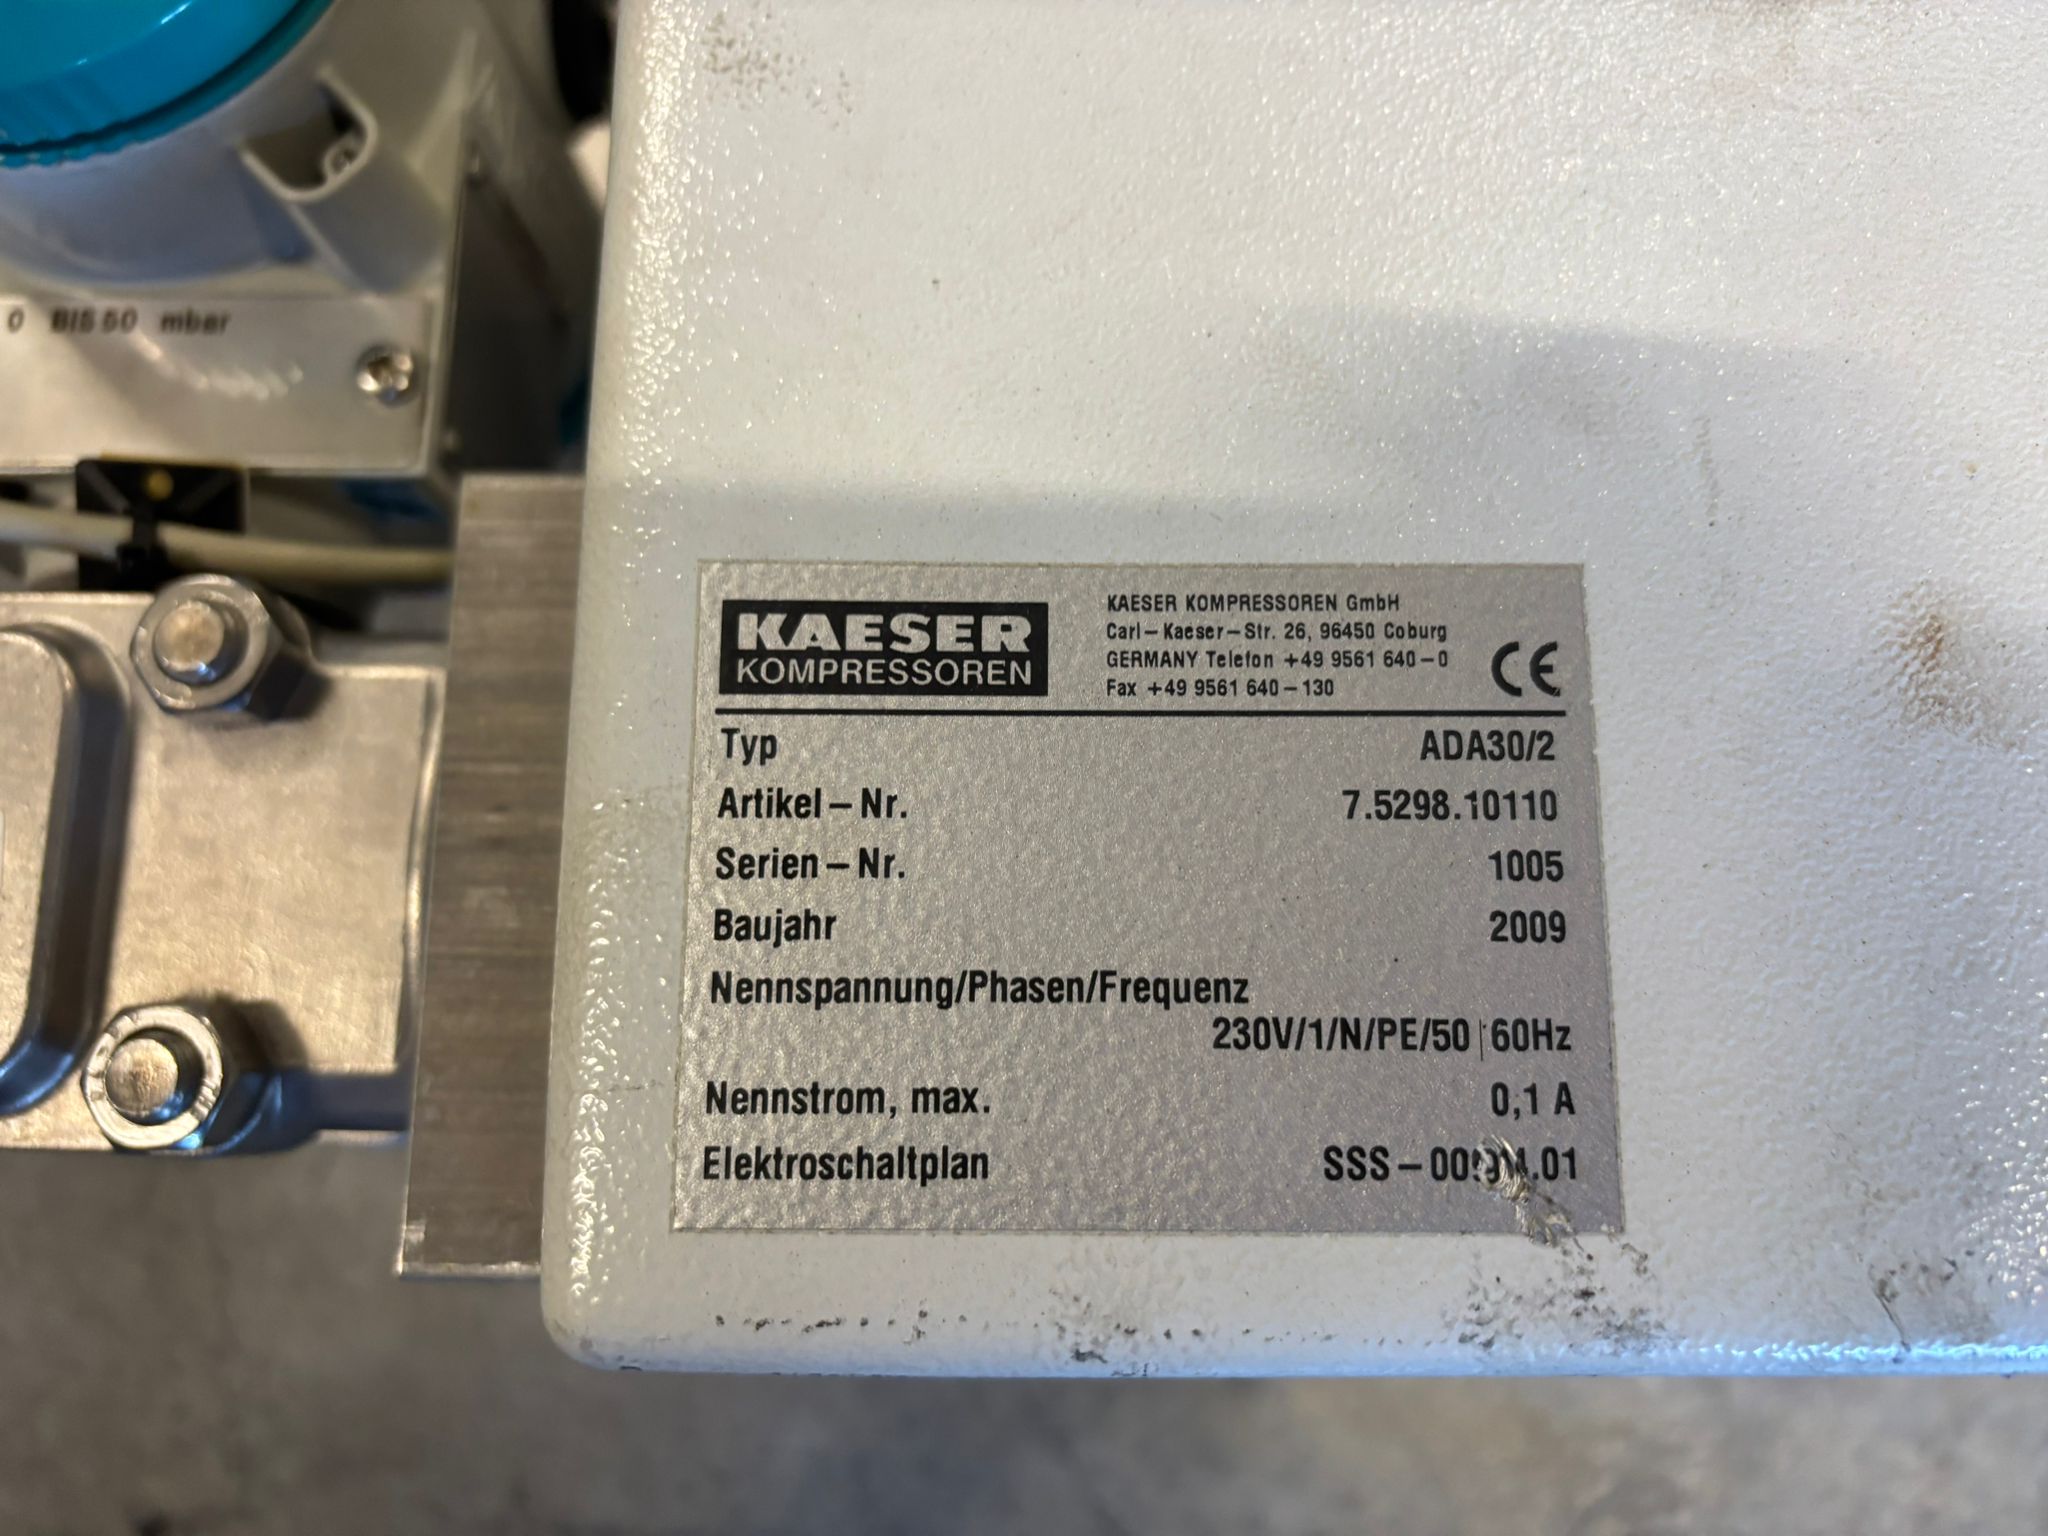 0 BIS 50 mbar
KAESER
KOMPRESSOREN
KAESER KOMPRESSOREN GmbH
Carl-Kaeser-Str. 26, 96450 Coburg
GERMANY Telefon +49 9561 640-0
Fax +49 9561 640-130
CE
Typ ADA30/2
Artikel-Nr. 7.5298.10110
Serien-Nr. 1005
Baujahr 2009
Nennspannung/Phasen/Frequenz
230V/1/N/PE/50|60Hz
Nennstrom, max. 0,1 A
Elektroschaltplan